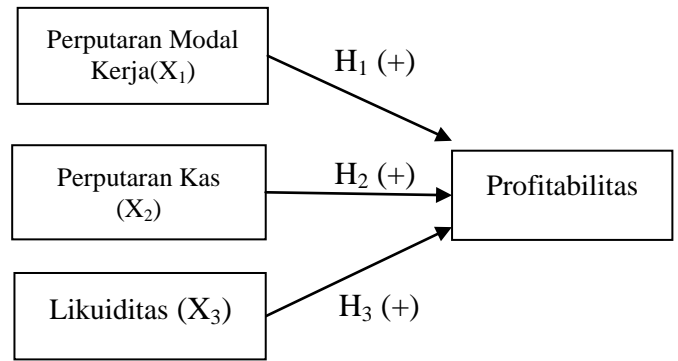 Perputaran Modal
Kerja(X₁)
H₁ (+)
Perputaran Kas
(X₂)
H₂ (+)
Profitabilitas
Likuiditas (X₃)
H₃ (+)